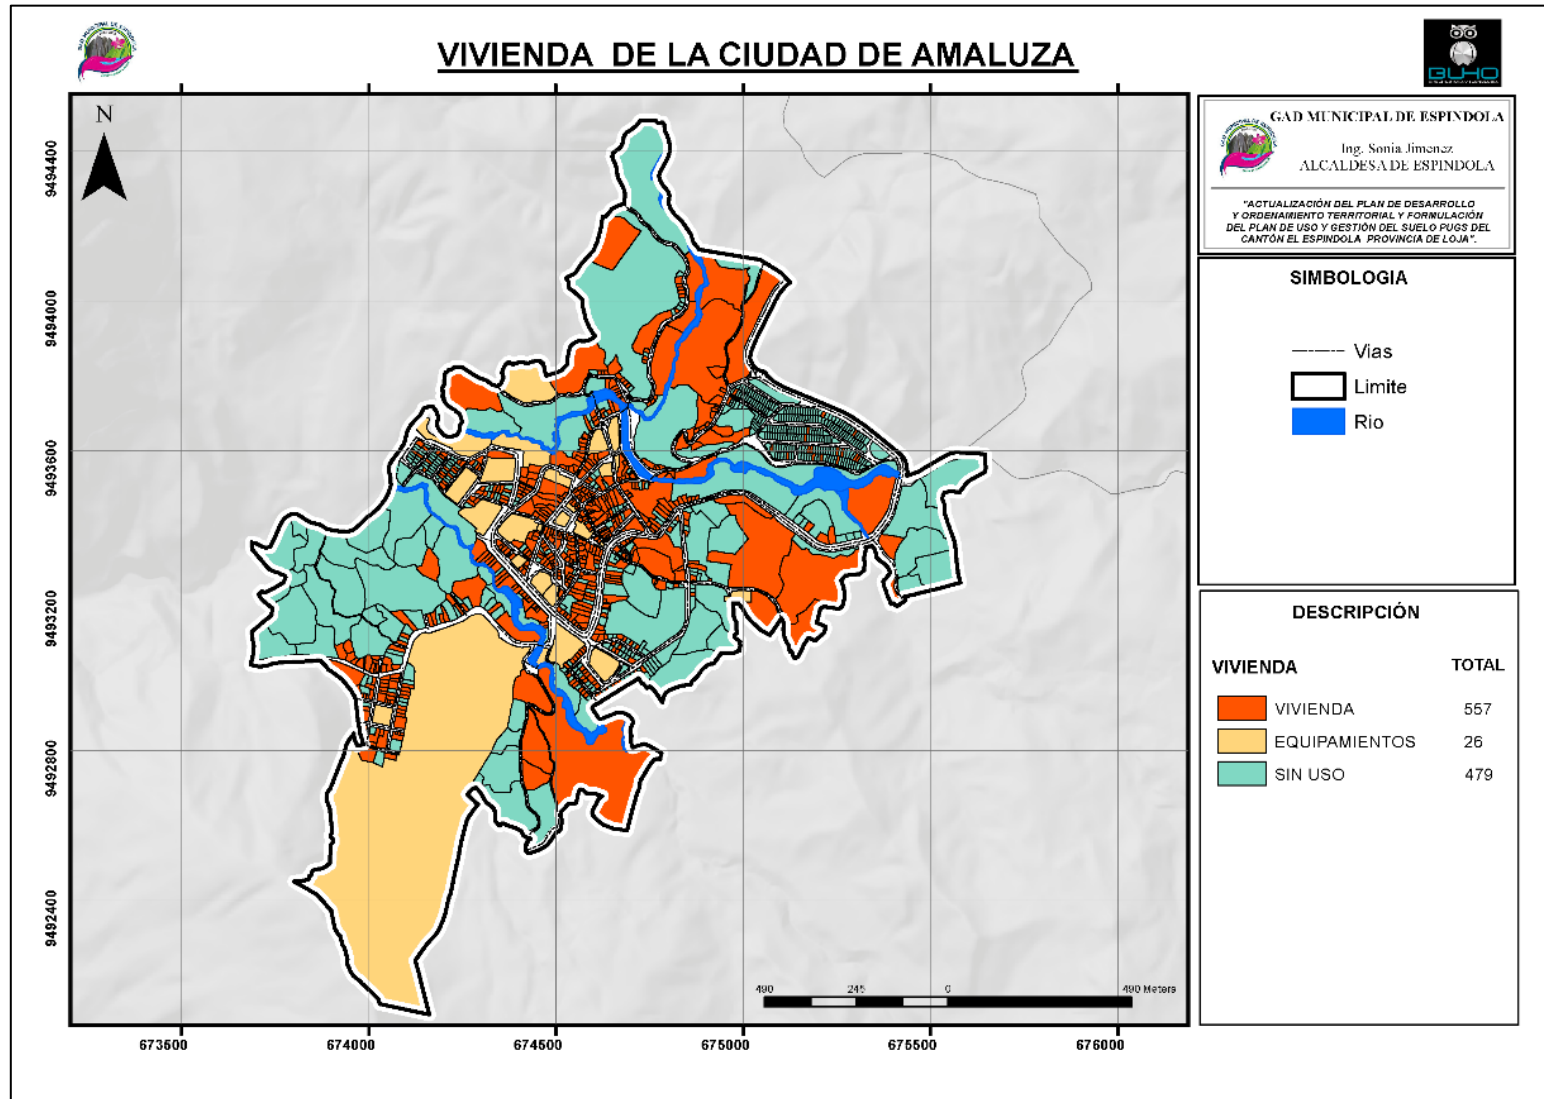 VIVIENDA DE LA CIUDAD DE AMALUZA
BUHO
GAD MUNICIPAL DE ESPINDOLA
Ing. Sonia Jimenez
ALCALDESA DE ESPINDOLA
"ACTUALIZACIÓN DEL PLAN DE DESARROLLO
Y ORDENAMIENTO TERRITORIAL Y FORMULACIÓN
DEL PLAN DE USO Y GESTIÓN DEL SUELO PUGS DEL
CANTÓN EL ESPINDOLA PROVINCIA DE LOJA".
SIMBOLOGIA
Vias
Limite
Rio
DESCRIPCIÓN
VIVIENDA TOTAL
VIVIENDA 557
EQUIPAMIENTOS 26
SIN USO 479
N
9494400
9494000
9493600
9493200
9492800
9492400
490 245 0 490 Meters
673500 674000 674500 675000 675500 676000